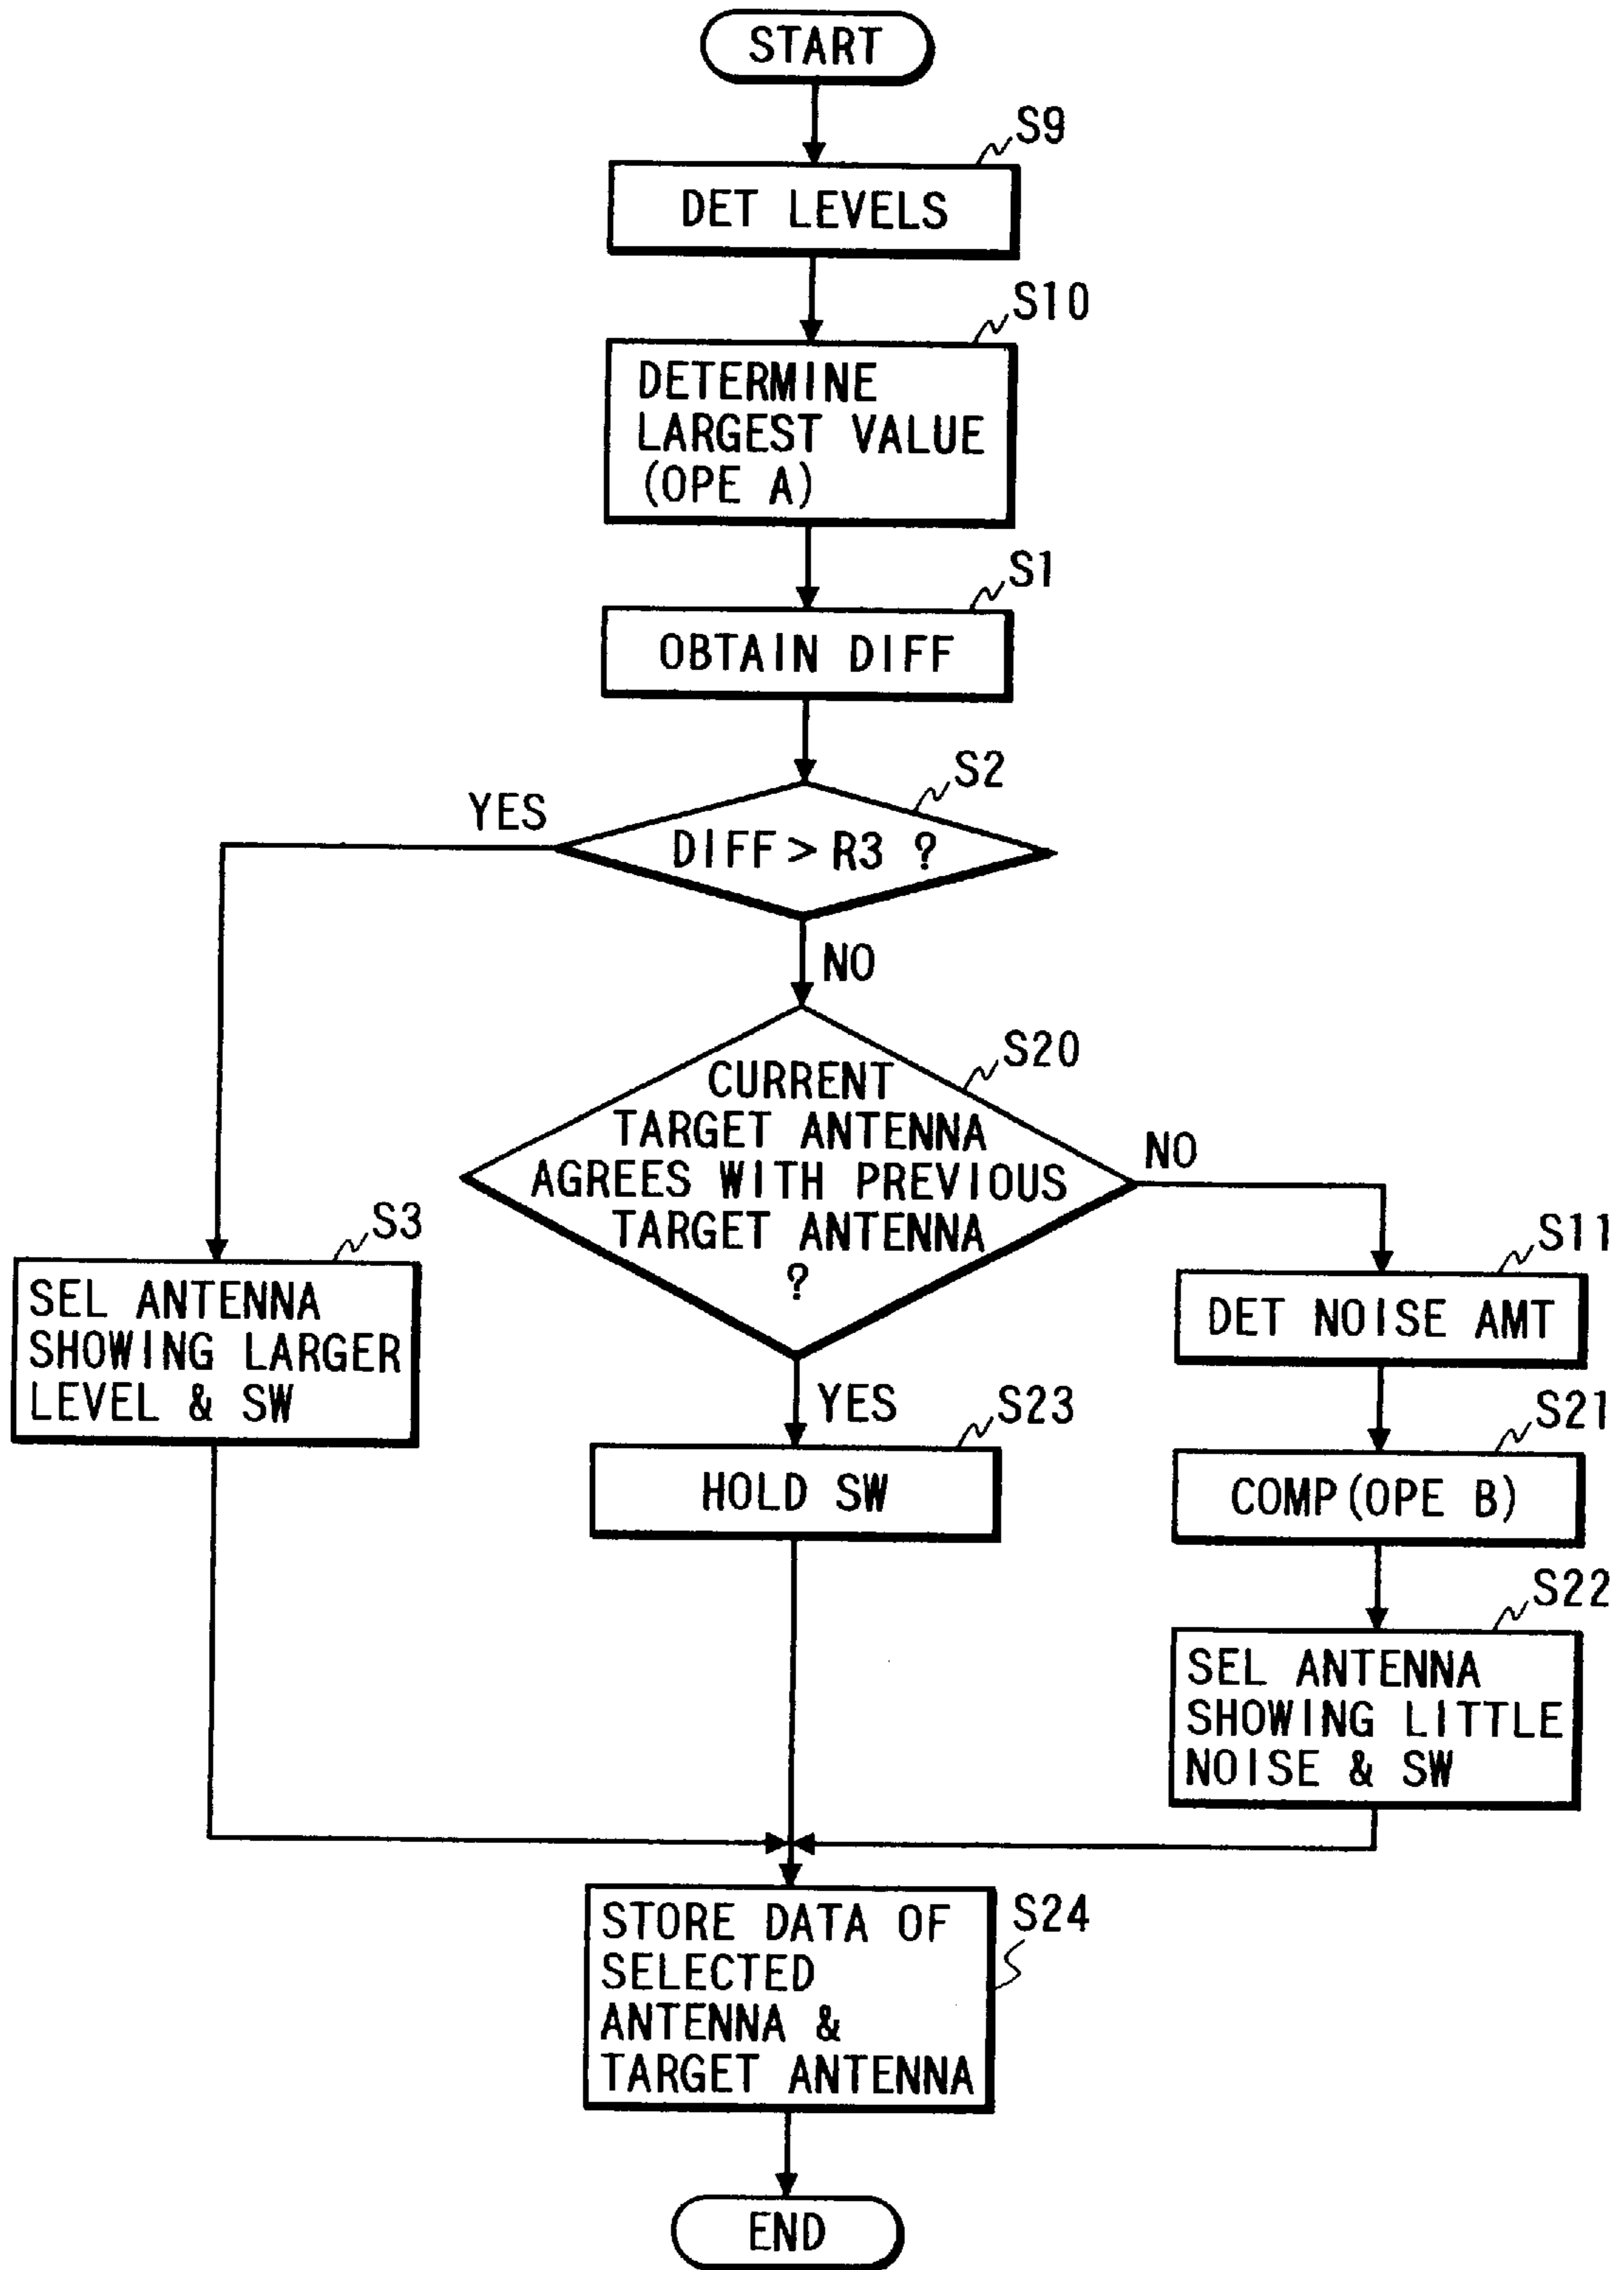 START
S9
DET LEVELS
S10
DETERMINE
LARGEST VALUE
(OPE A)
S1
OBTAIN DIFF
S2
YES
DIFF > R3 ?
NO
S20
CURRENT
TARGET ANTENNA
AGREES WITH PREVIOUS
TARGET ANTENNA
?
NO
S3
SEL ANTENNA
SHOWING LARGER
LEVEL & SW
S11
DET NOISE AMT
YES
S23
HOLD SW
S21
COMP(OPE B)
S22
SEL ANTENNA
SHOWING LITTLE
NOISE & SW
S24
STORE DATA OF
SELECTED
ANTENNA &
TARGET ANTENNA
END